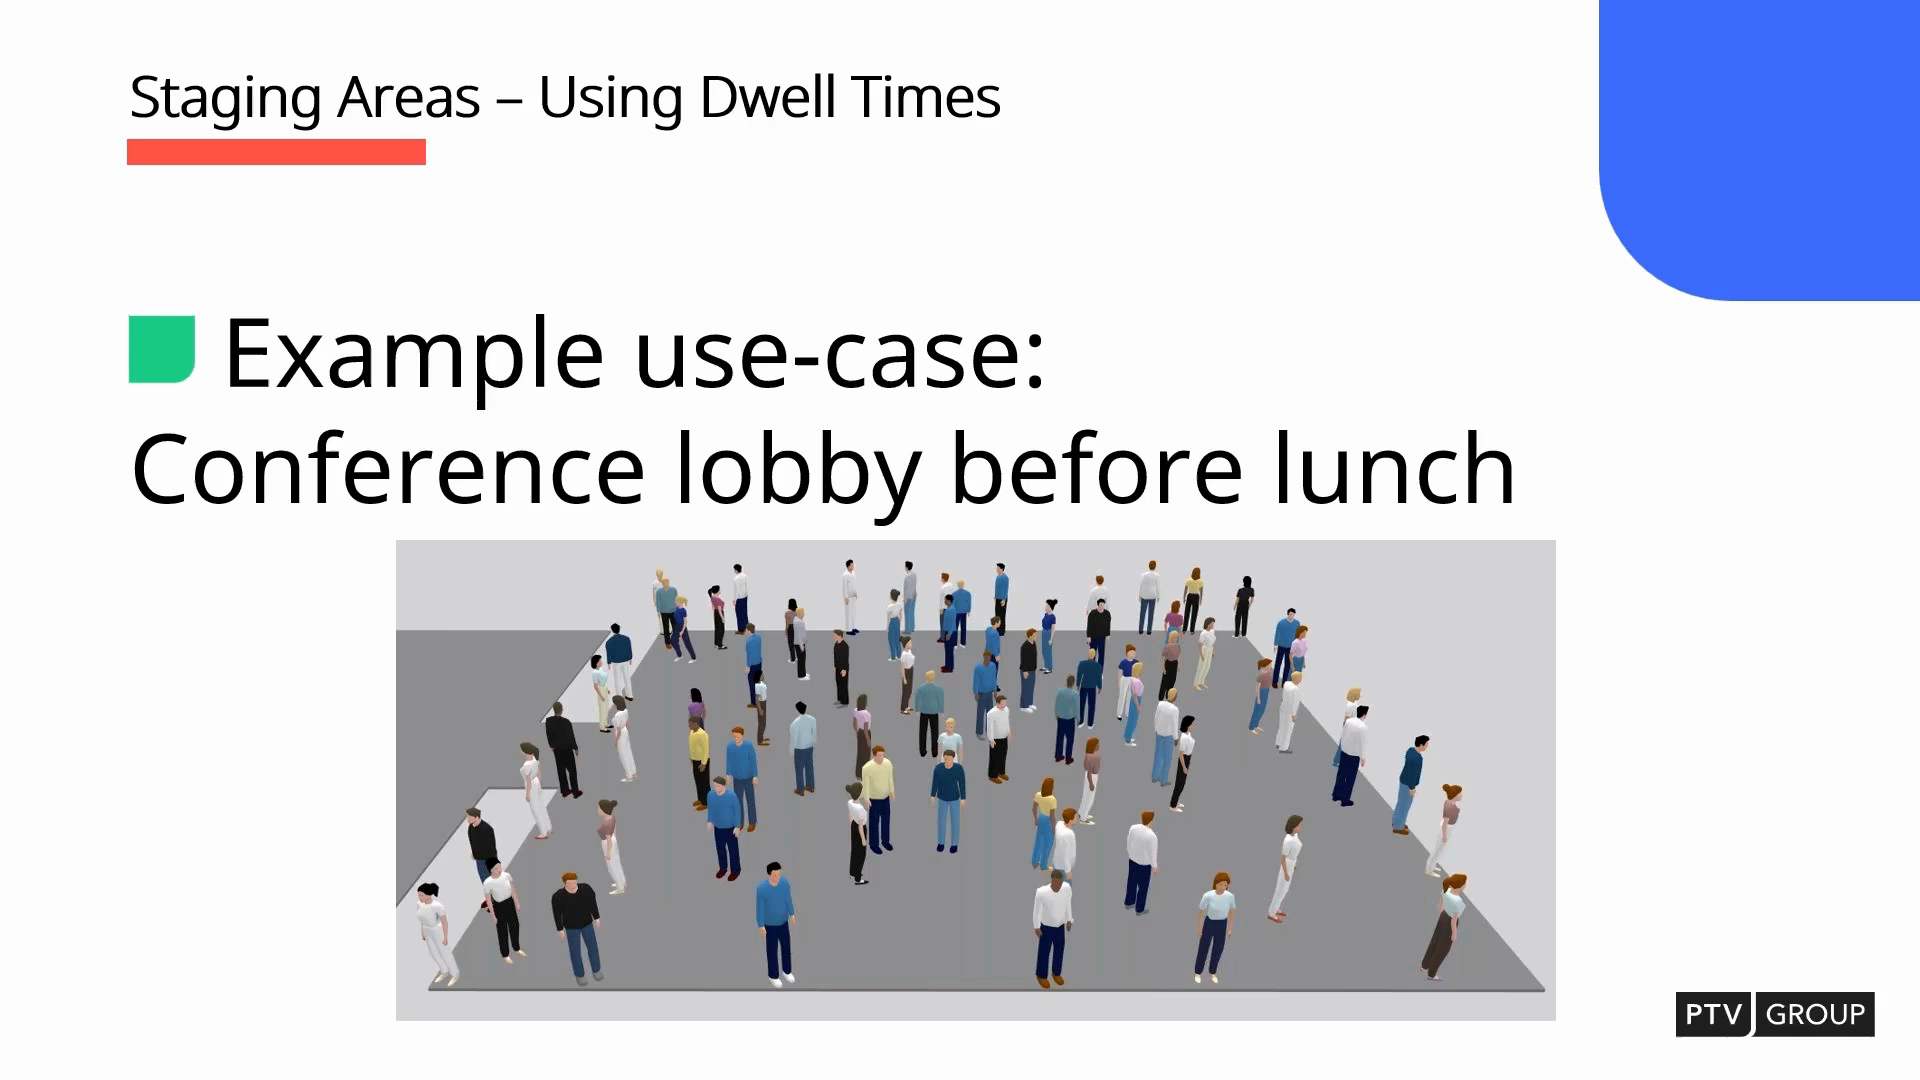 Staging Areas – Using Dwell Times
Example use-case:
Conference lobby before lunch
PTV GROUP